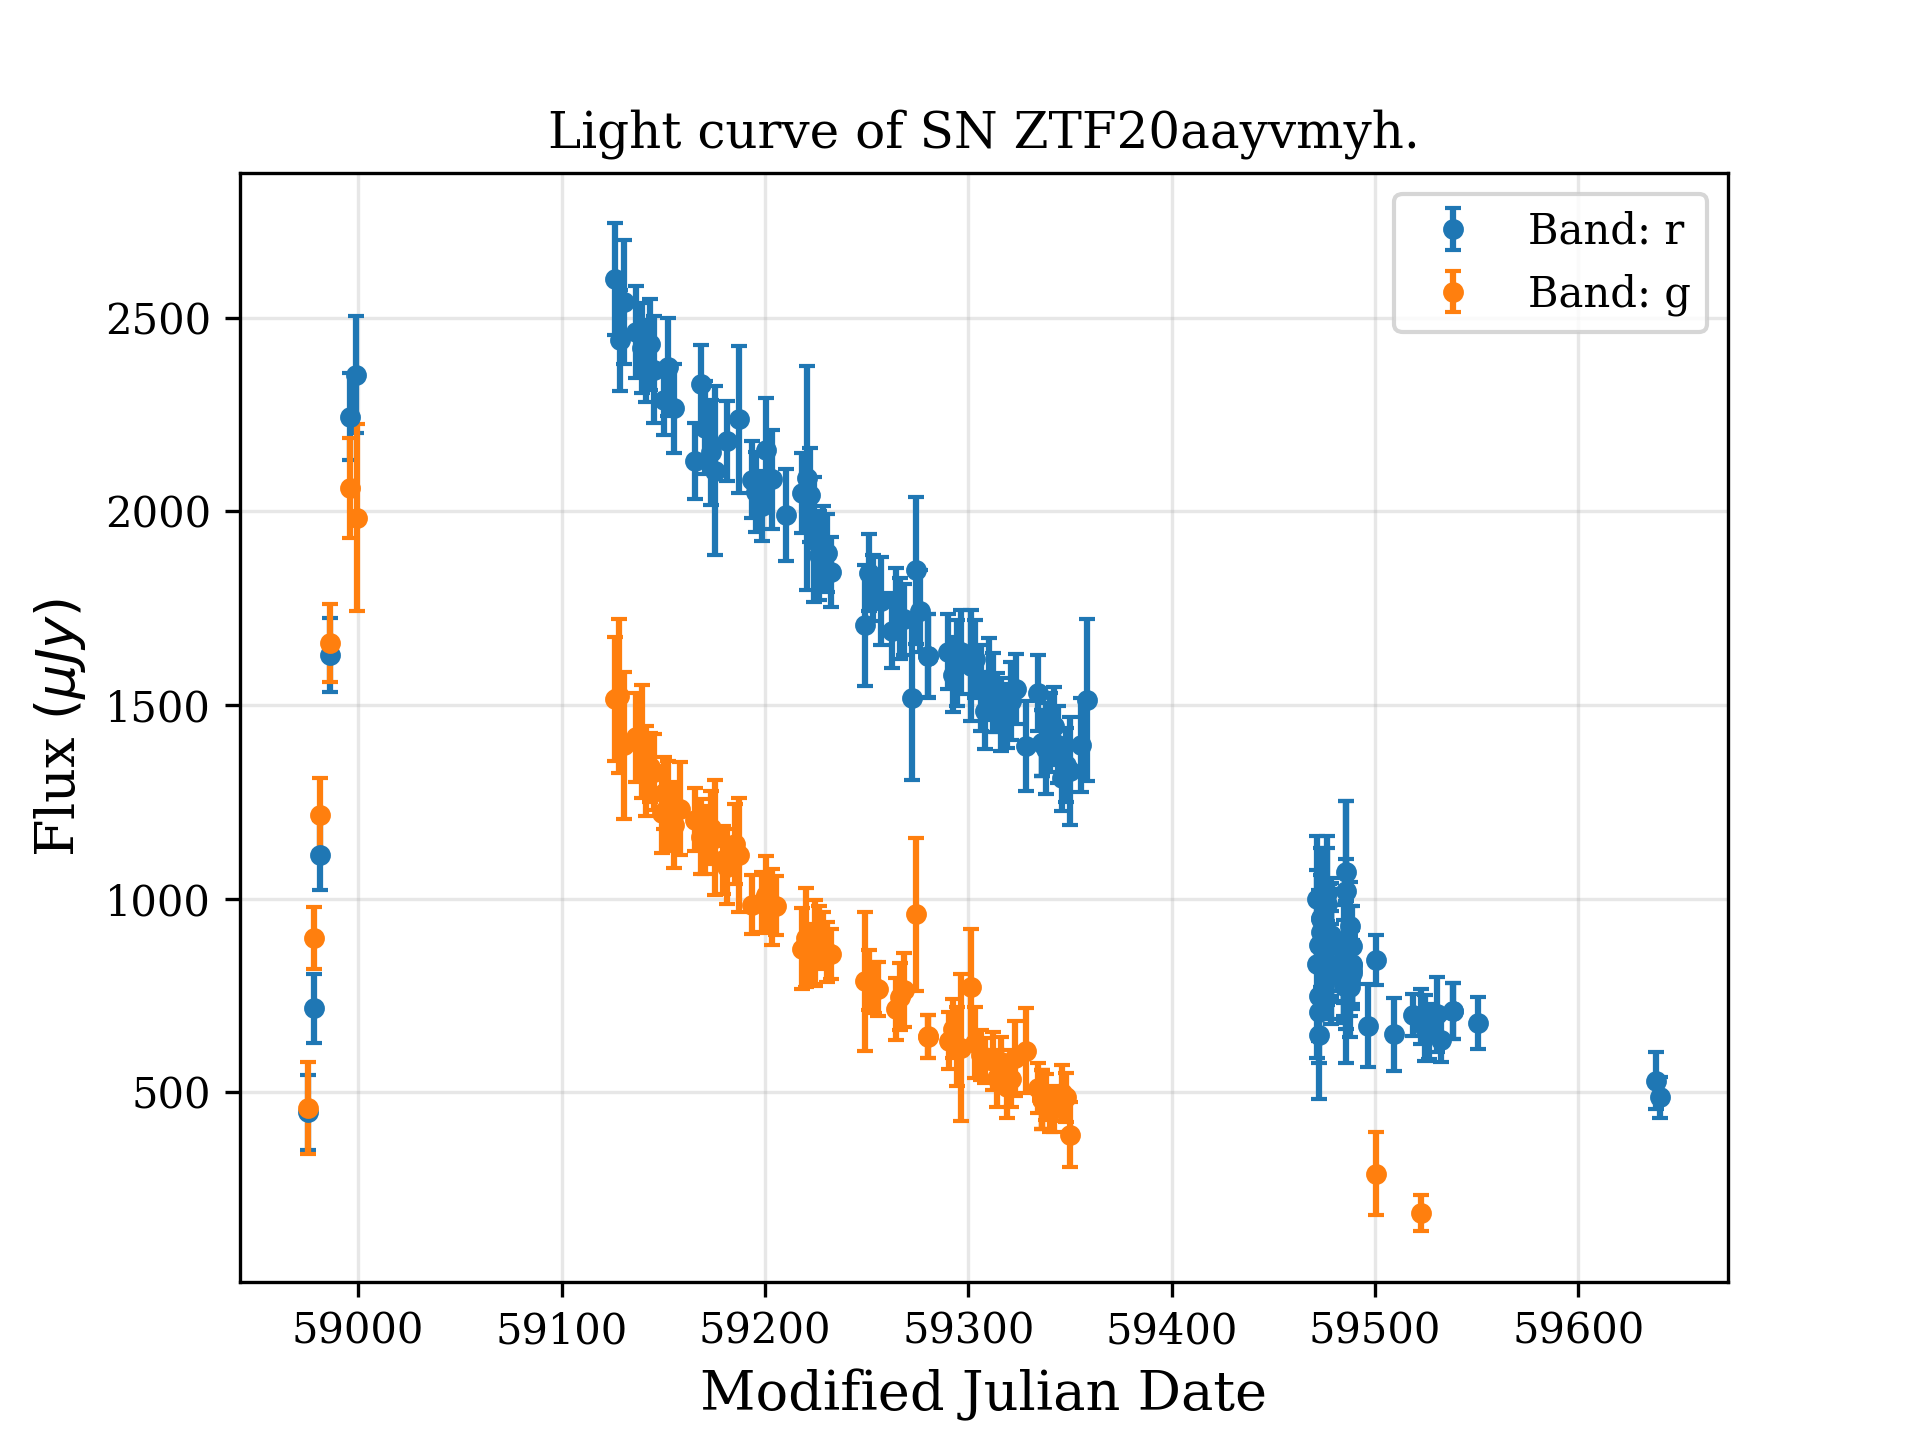 Light curve of SN ZTF20aayvmyh.
Band: r
Band: g
2500
2000
1500
1000
500
Flux (μJy)
59000 59100 59200 59300 59400 59500 59600
Modified Julian Date